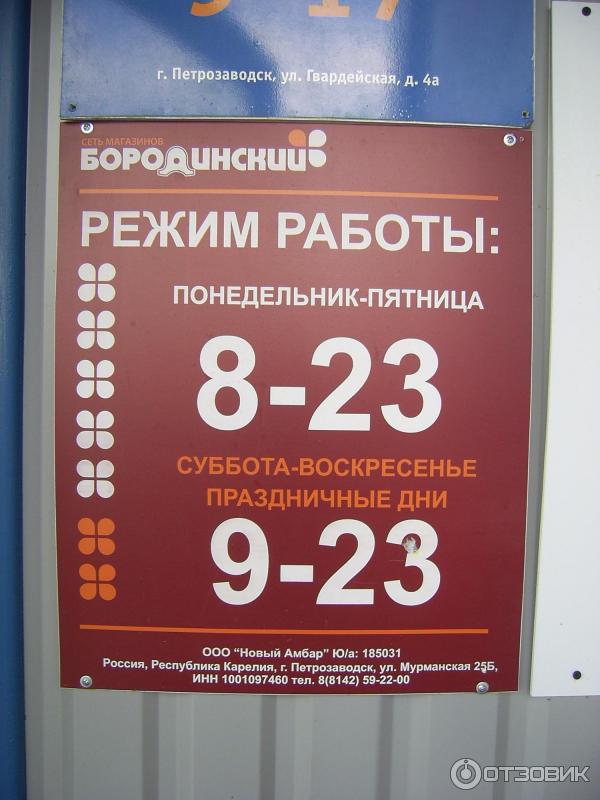 9-17
г. Петрозаводск, ул. Гвардейская, д. 4а
СЕТЬ МАГАЗИНОВ
БОРОДИНСКИЙ
РЕЖИМ РАБОТЫ:
ПОНЕДЕЛЬНИК-ПЯТНИЦА
8-23
СУББОТА-ВОСКРЕСЕНЬЕ
ПРАЗДНИЧНЫЕ ДНИ
9-23
ООО "Новый Амбар" Ю/а: 185031
Россия, Республика Карелия, г. Петрозаводск, ул. Мурманская 25Б,
ИНН 1001097460 тел. 8(8142) 59-22-00
ОТЗОВИК